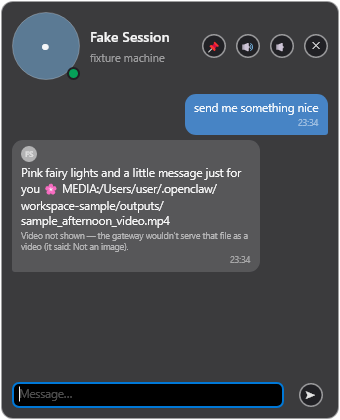 Fake Session
fixture machine
send me something nice
23:34
FS
Pink fairy lights and a little message just for
you 🌸 MEDIA:/Users/user/.openclaw/
workspace-sample/outputs/
sample_afternoon_video.mp4
Video not shown — the gateway wouldn't serve that file as a
video (it said: Not an image).
23:34
Message...